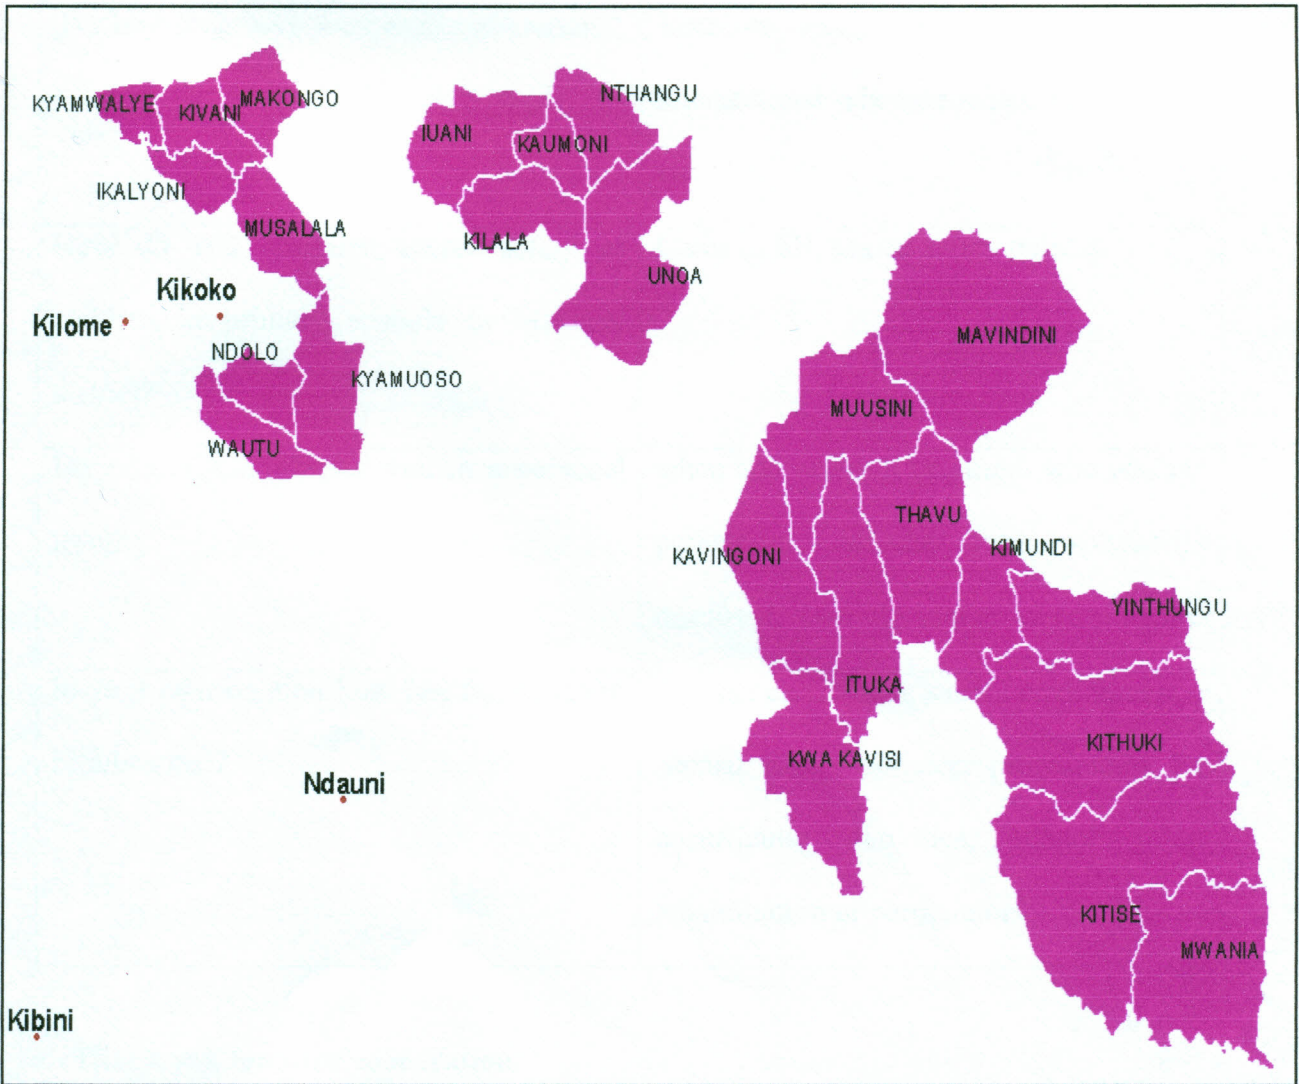 NTHANGU
KYAMWALYE
KIVANI
MAKONGO
IUANI
KAUMONI
IKALYONI
MUSALALA
KILALA
UNOA
Kikoko
Kilome
MAVINDINI
NDOLO
KYAMUOSO
MUUSINI
WAUTU
THAVU
KAVINGONI
KIMUNDI
YINTHUNGU
ITUKA
KITHUKI
KWA KAVISI
Ndauni
KITISE
MWANIA
Kibini